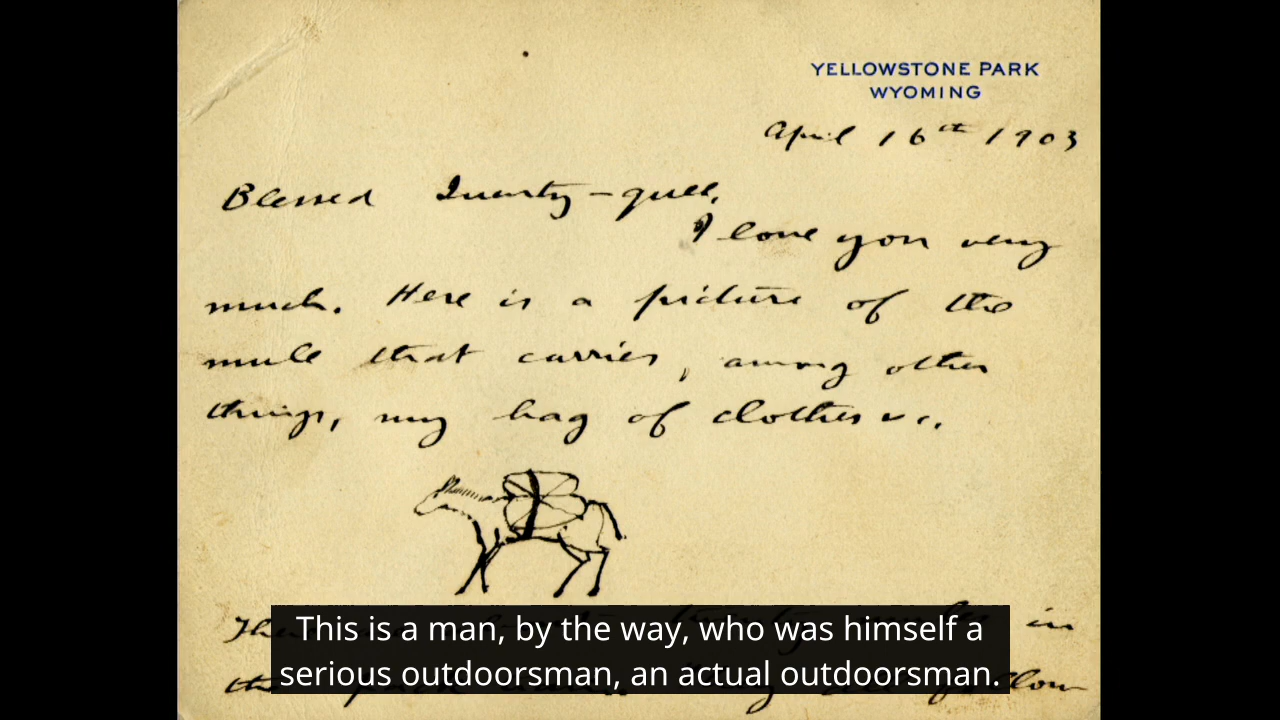 YELLOWSTONE PARK
WYOMING
April 16th 1903
Blessed Quenty-quee,
I love you very
much. Here is a picture of the
mule that carries, among other
things, my bag of clothes &c.
in
the
This is a man, by the way, who was himself a
serious outdoorsman, an actual outdoorsman.